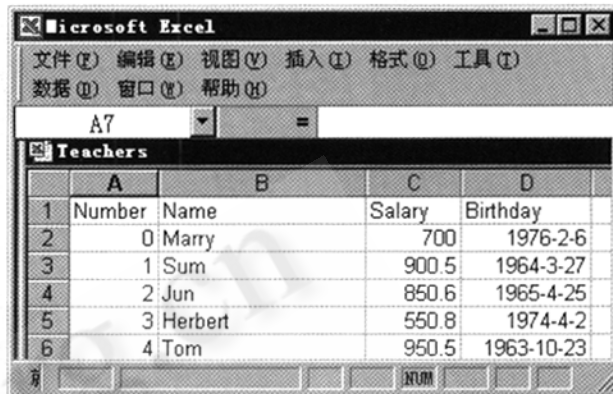 Microsoft Excel
文件(F) 编辑(E) 视图(V) 插入(I) 格式(O) 工具(T)
数据(D) 窗口(W) 帮助(H)
A7 =
Teachers
A B C D
1 Number Name Salary Birthday
2 0 Marry 700 1976-2-6
3 1 Sum 900.5 1964-3-27
4 2 Jun 850.6 1965-4-25
5 3 Herbert 550.8 1974-4-2
6 4 Tom 950.5 1963-10-23
NUM